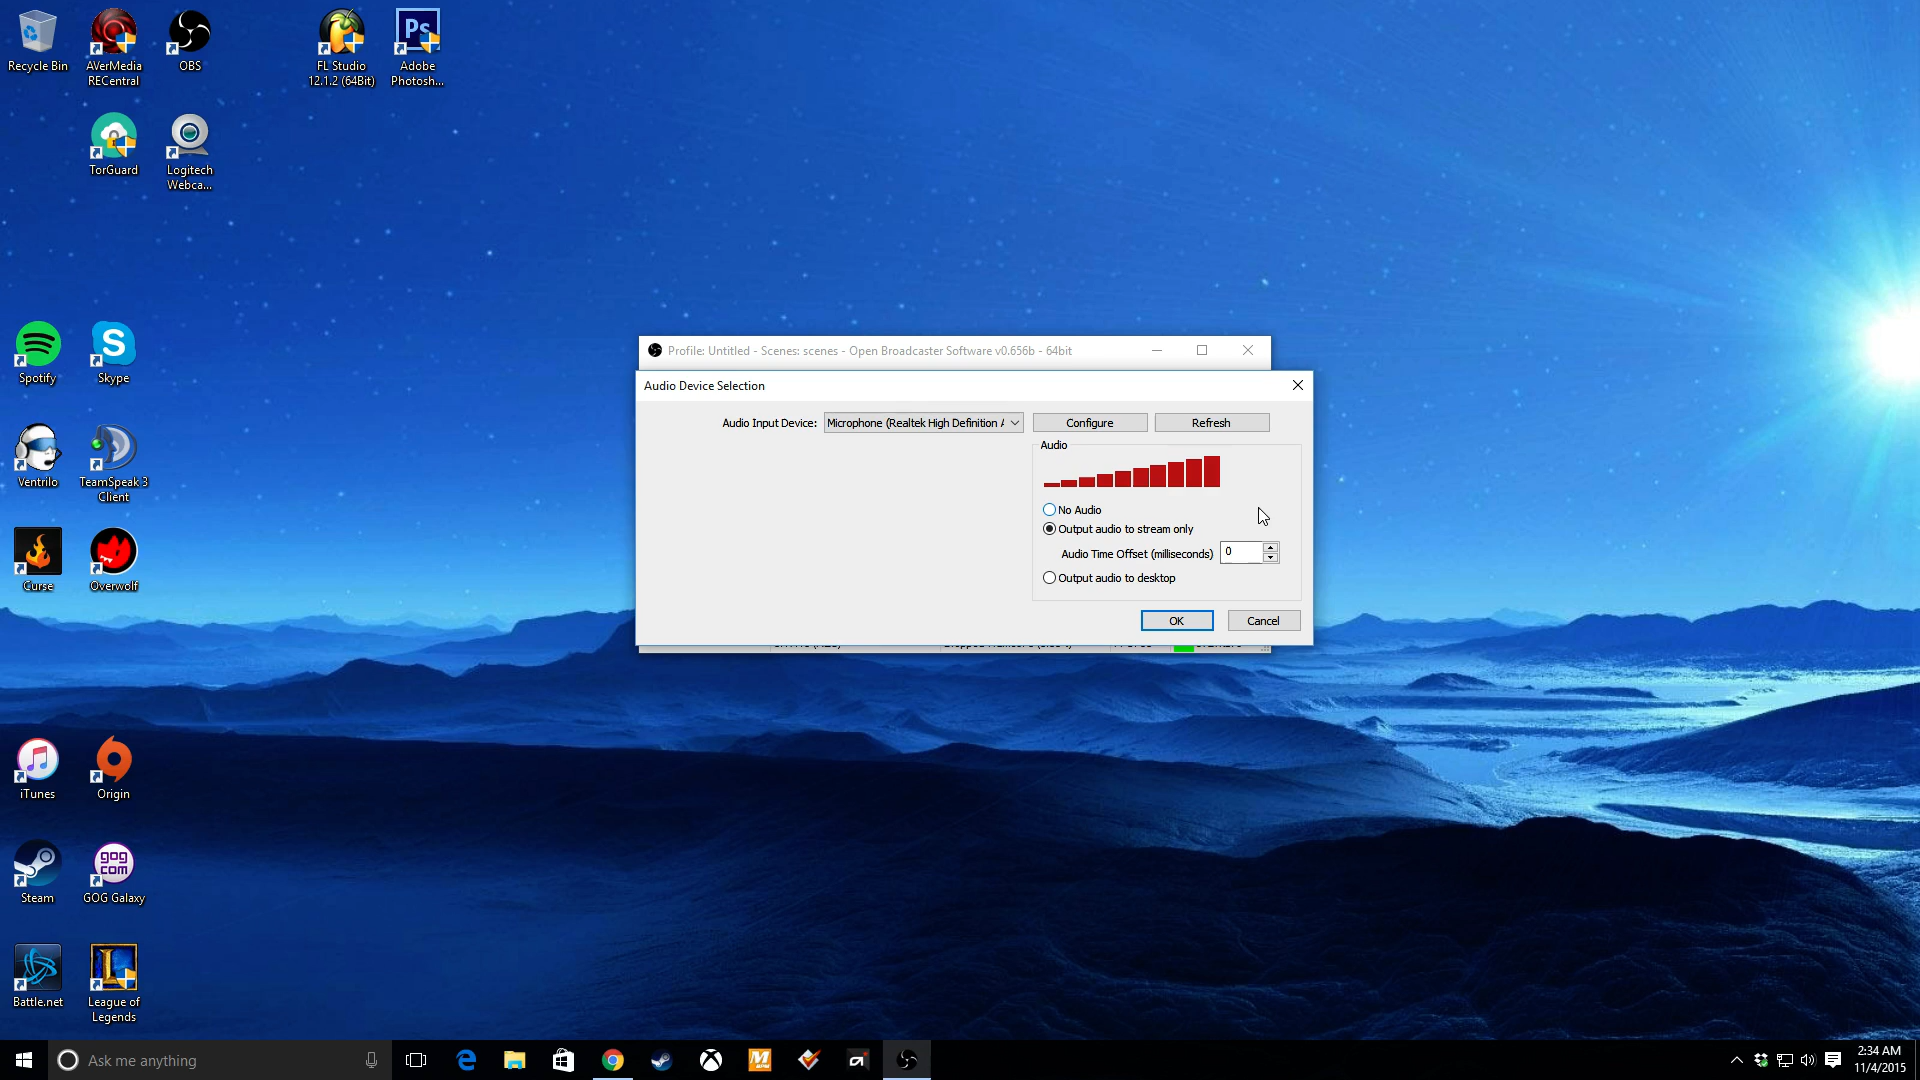 Recycle Bin
AVerMedia
RECentral
OBS
FL Studio
12.1.2 (64Bit)
Ps
Adobe
Photosh...
TorGuard
Logitech
Webca...
Spotify
S
Skype
Ventrilo
TeamSpeak 3
Client
Curse
Overwolf
iTunes
Origin
Steam
gog
com
GOG Galaxy
Battle.net
L
League of
Legends
Profile: Untitled - Scenes: scenes - Open Broadcaster Software v0.656b - 64bit
Audio Device Selection
Audio Input Device:
Microphone (Realtek High Definition A
Configure
Refresh
Audio
No Audio
Output audio to stream only
Audio Time Offset (milliseconds)
0
Output audio to desktop
OK
Cancel
Ask me anything
2:34 AM
11/4/2015